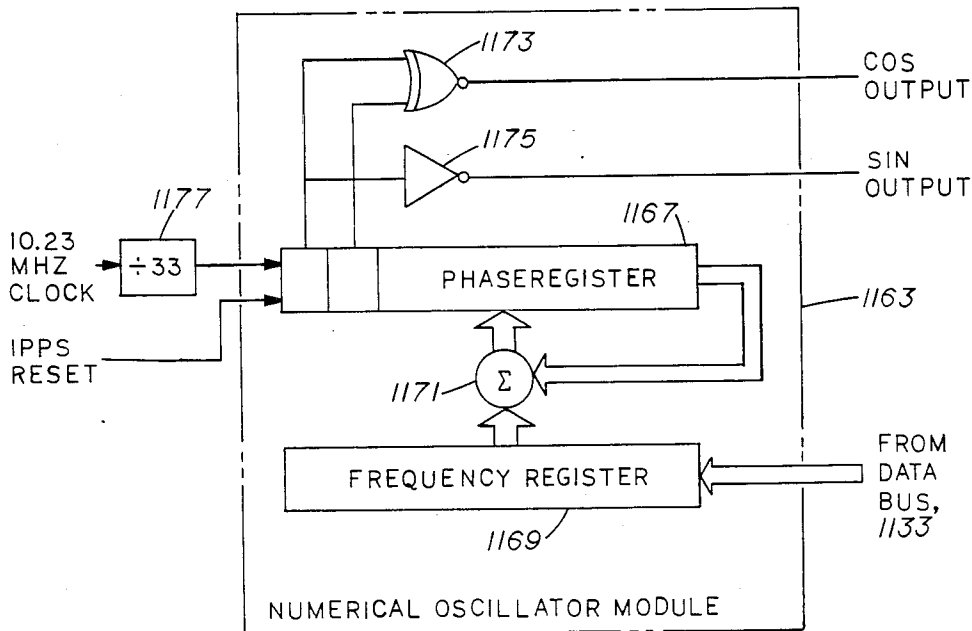 1173
COS
OUTPUT
1175
SIN
OUTPUT
1177
1167
10.23
MHZ
CLOCK
÷33
PHASEREGISTER
1163
1PPS
RESET
1171
Σ
FREQUENCY REGISTER
FROM
DATA
BUS,
1133
1169
NUMERICAL OSCILLATOR MODULE